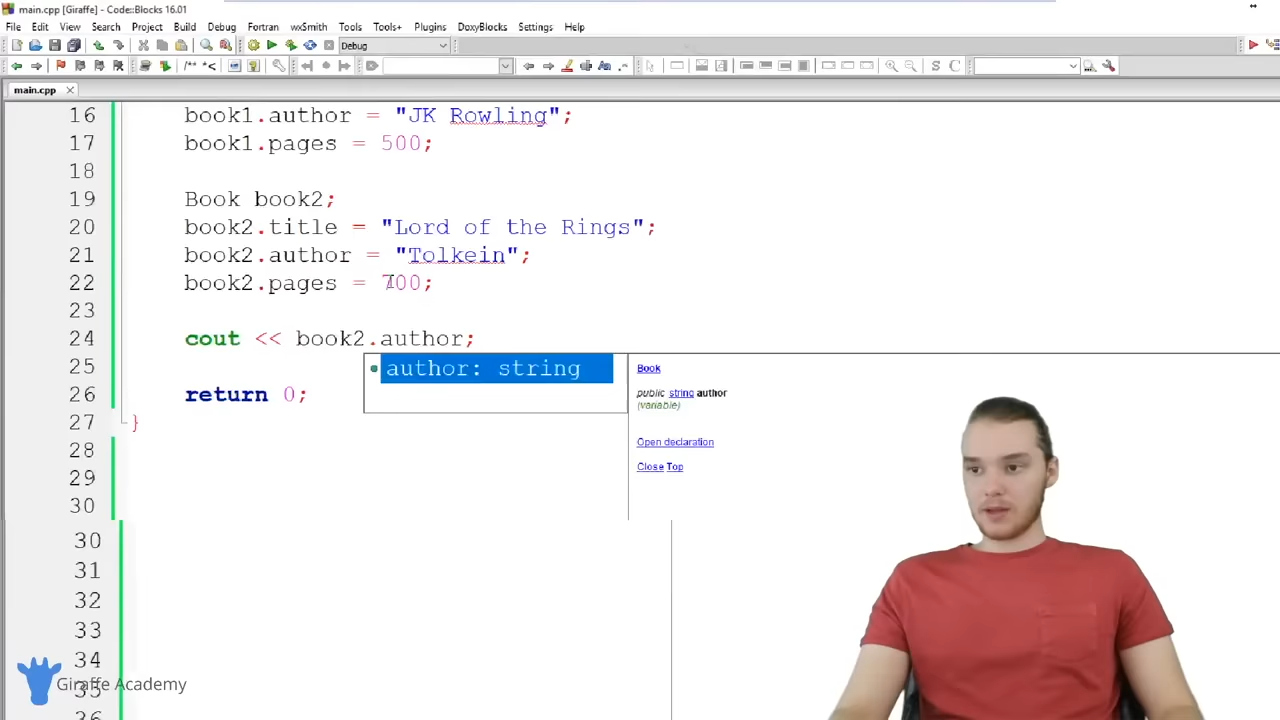 main.cpp [Giraffe] - Code::Blocks 16.01
File Edit View Search Project Build Debug Fortran wxSmith Tools Tools+ Plugins DoxyBlocks Settings Help
Debug
/** *<
S C
main.cpp
16 book1.author = "JK Rowling";
17 book1.pages = 500;
18
19 Book book2;
20 book2.title = "Lord of the Rings";
21 book2.author = "Tolkein";
22 book2.pages = 700;
23
24 cout << book2.author;
25 author: string
Book
public string author
(variable)
26 return 0;
27 }
Open declaration
28
Close Top
29
30
30
31
32
33
34
Giraffe Academy
35
36